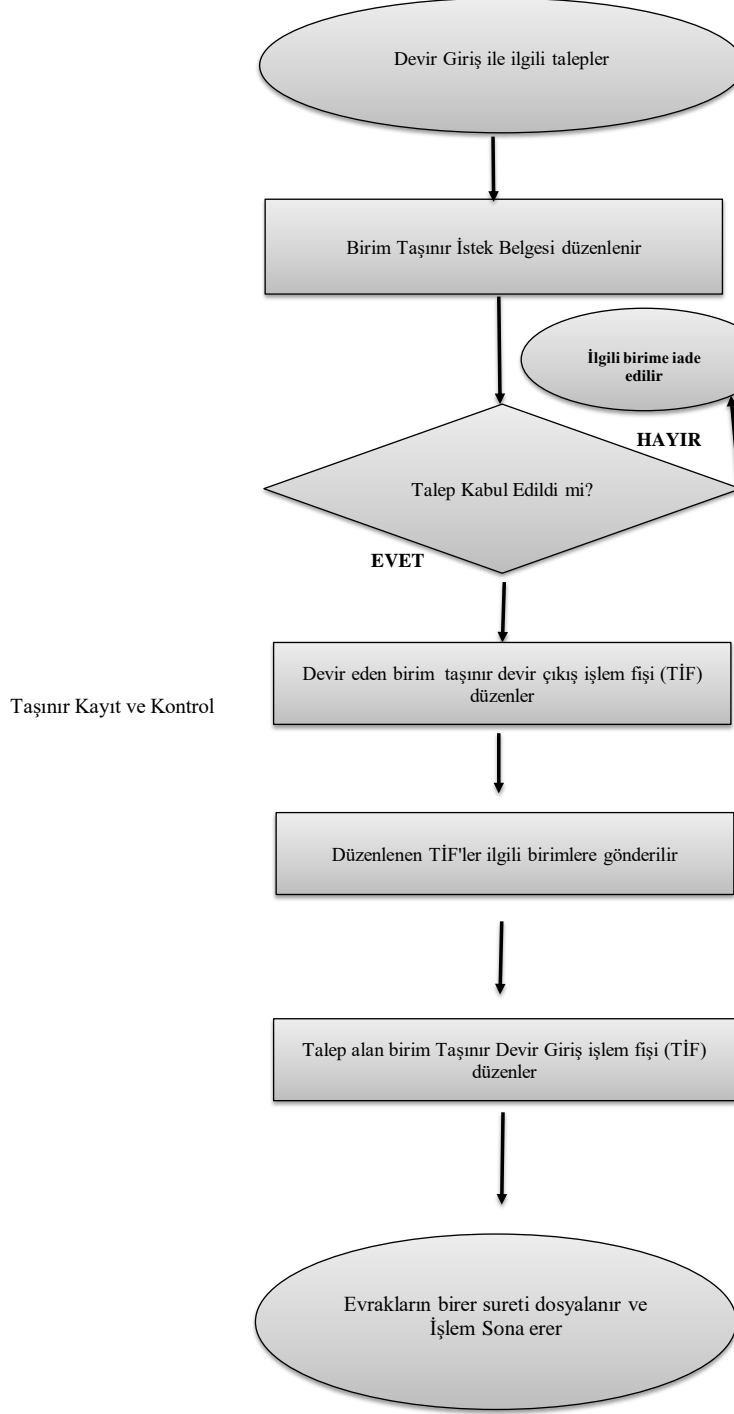 Devir Giriş ile ilgili talepler
Birim Taşınır İstek Belgesi düzenlenir
İlgili birime iade
edilir
HAYIR
Talep Kabul Edildi mi?
EVET
Devir eden birim taşınır devir çıkış işlem fişi (TİF)
düzenler
Taşınır Kayıt ve Kontrol
Düzenlenen TİF'ler ilgili birimlere gönderilir
Talep alan birim Taşınır Devir Giriş işlem fişi (TİF)
düzenler
Evrakların birer sureti dosyalanır ve
İşlem Sona erer